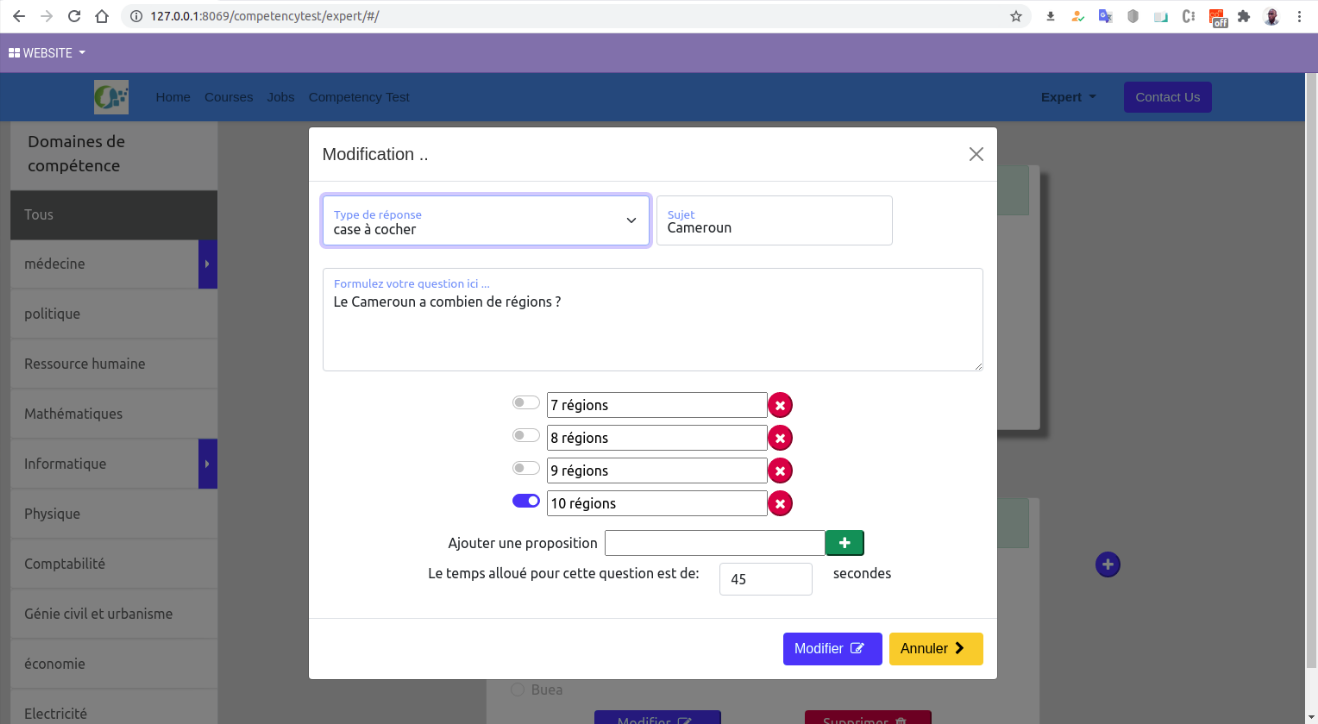 127.0.0.1:8069/competencytest/expert/#/
off
WEBSITE
Home Courses Jobs Competency Test Expert Contact Us
Domaines de
compétence
Tous
médecine
politique
Ressource humaine
Mathématiques
Informatique
Physique
Comptabilité
Génie civil et urbanisme
économie
Electricité
Modification ..
Type de réponse
case à cocher
Sujet
Cameroun
Formulez votre question ici ...
Le Cameroun a combien de régions ?
7 régions
8 régions
9 régions
10 régions
Ajouter une proposition
Le temps alloué pour cette question est de: 45 secondes
Modifier Annuler
Buea
Modifier Supprimer